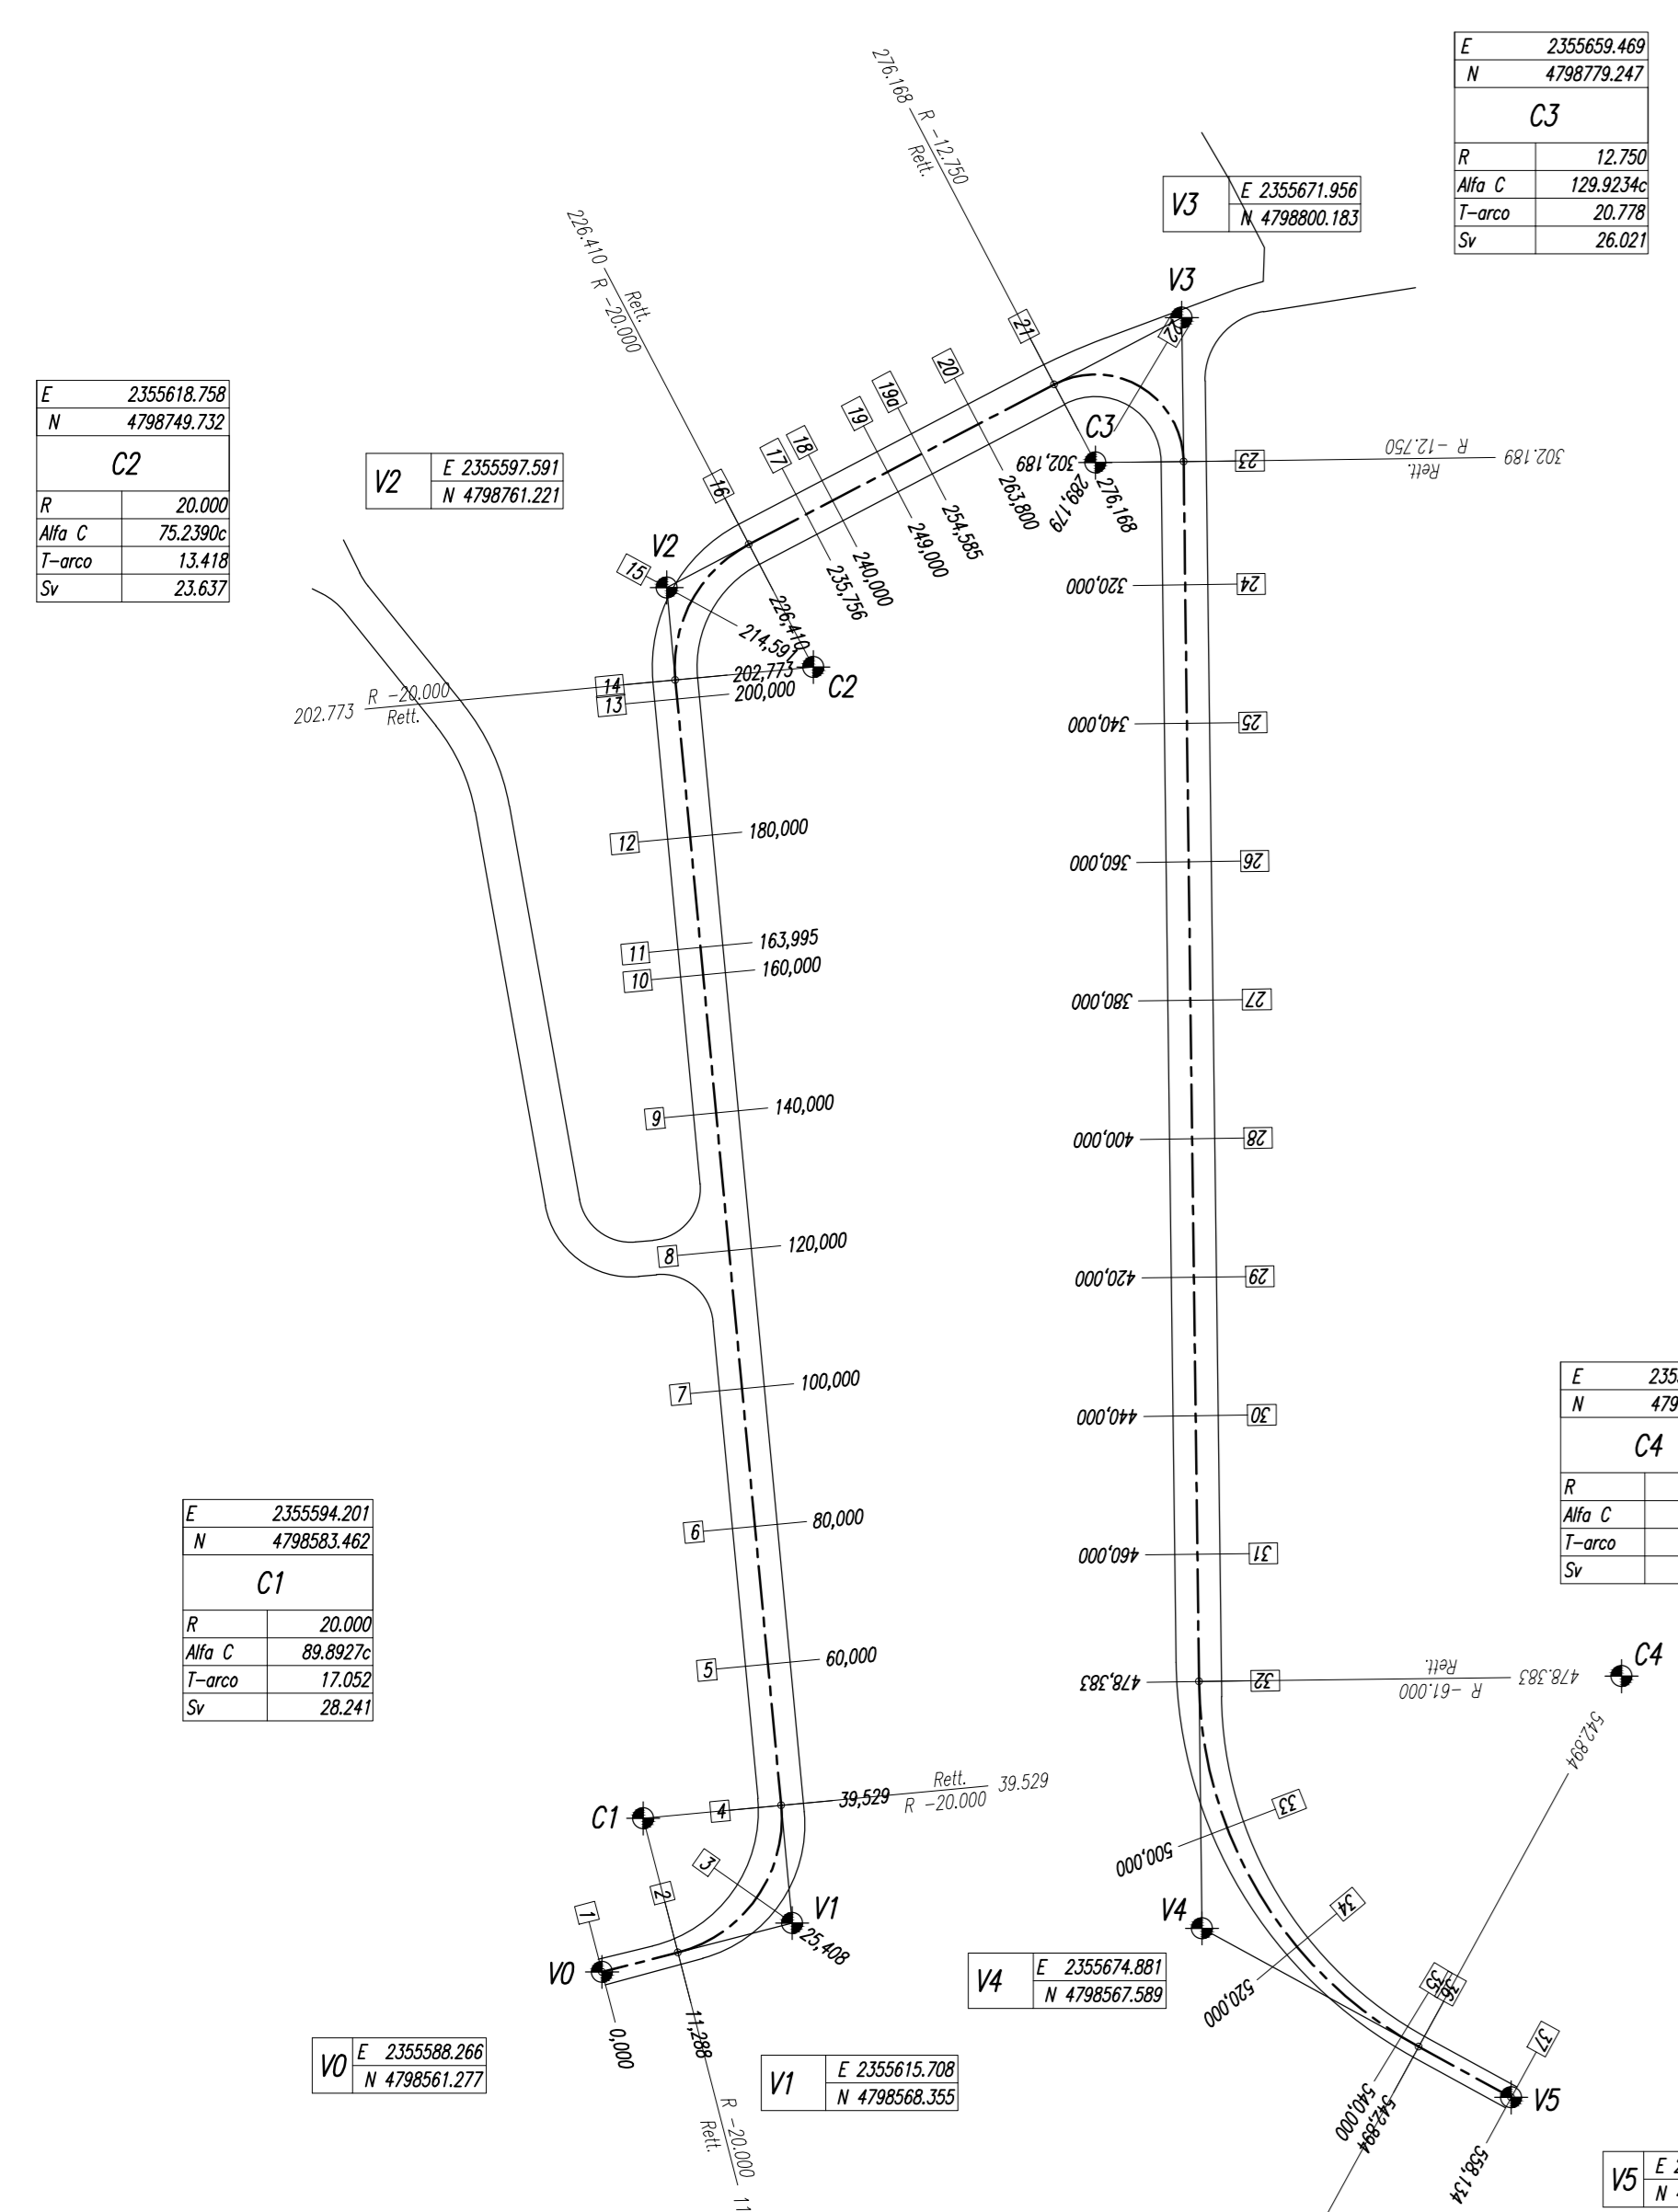 E 2355659.469
N 4798779.247
C3
R 12.750
Alfa C 129.9234c
T-arco 20.778
Sv 26.021
276.168
R -12.750
Rett.
V3
E 2355671.956
N 4798800.183
226.410
Rett.
R -20.000
V3
22
21
20
19a
19
18
17
16
E 2355618.758
N 4798749.732
C2
R 20.000
Alfa C 75.2390c
T-arco 13.418
Sv 23.637
V2
E 2355597.591
N 4798761.221
C3
302,189
289,179
276,168
23
R -12.750
Rett.
302.189
263,800
254,585
249,000
240,000
235,756
226,410
V2
15
214,591
C2
14
202,773
13
200,000
202.773
R -20.000
Rett.
320,000
24
340,000
25
12
180,000
360,000
26
11
163,995
10
160,000
380,000
27
9
140,000
400,000
28
8
120,000
420,000
29
7
100,000
440,000
30
E 235
N 479
C4
R
Alfa C
T-arco
Sv
E 2355594.201
N 4798583.462
C1
R 20.000
Alfa C 89.8927c
T-arco 17.052
Sv 28.241
6
80,000
460,000
31
5
60,000
478,383
32
Rett.
R -61.000
478.383
C4
542.894
C1
4
39,529
Rett.
R -20.000
39.529
33
500,000
3
2
1
V1
25,408
V0
V4
34
520,000
V4
E 2355674.881
N 4798567.589
35
36
37
V5
0,000
11,288
V0
E 2355588.266
N 4798561.277
V1
E 2355615.708
N 4798568.355
R -20.000
Rett.
11
540,000
542,894
558,134
V5
E 2
N